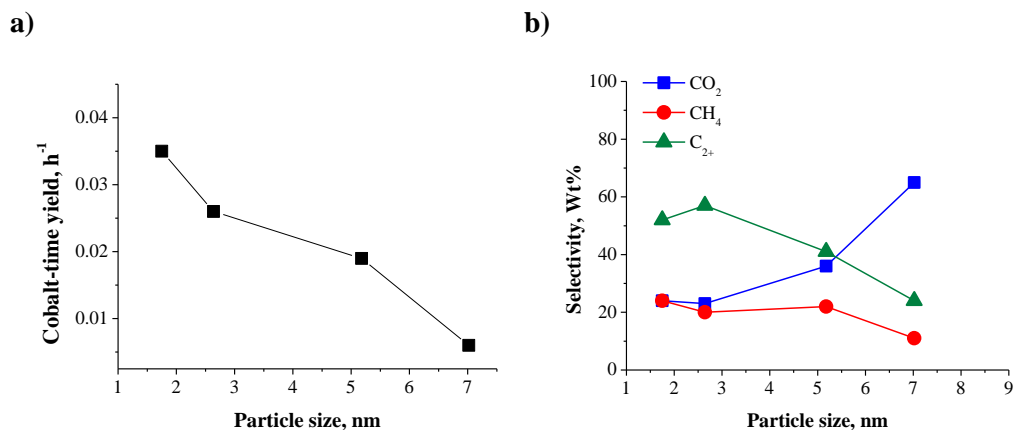 a)
Cobalt-time yield, h⁻¹
0.04
0.03
0.02
0.01
1 2 3 4 5 6 7
Particle size, nm
b)
Selectivity, Wt%
100
80
60
40
20
0
CO₂
CH₄
C₂₊
1 2 3 4 5 6 7 8 9
Particle size, nm